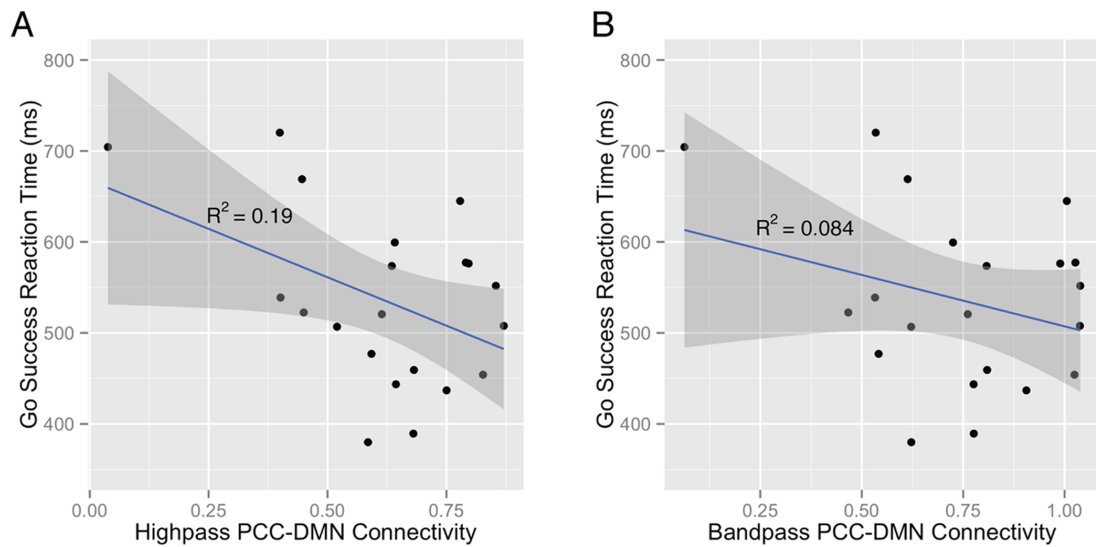 A
Go Success Reaction Time (ms)
800
700
600
500
400
R² = 0.19
0.00 0.25 0.50 0.75
Highpass PCC-DMN Connectivity
B
Go Success Reaction Time (ms)
800
700
600
500
400
R² = 0.084
0.25 0.50 0.75 1.00
Bandpass PCC-DMN Connectivity